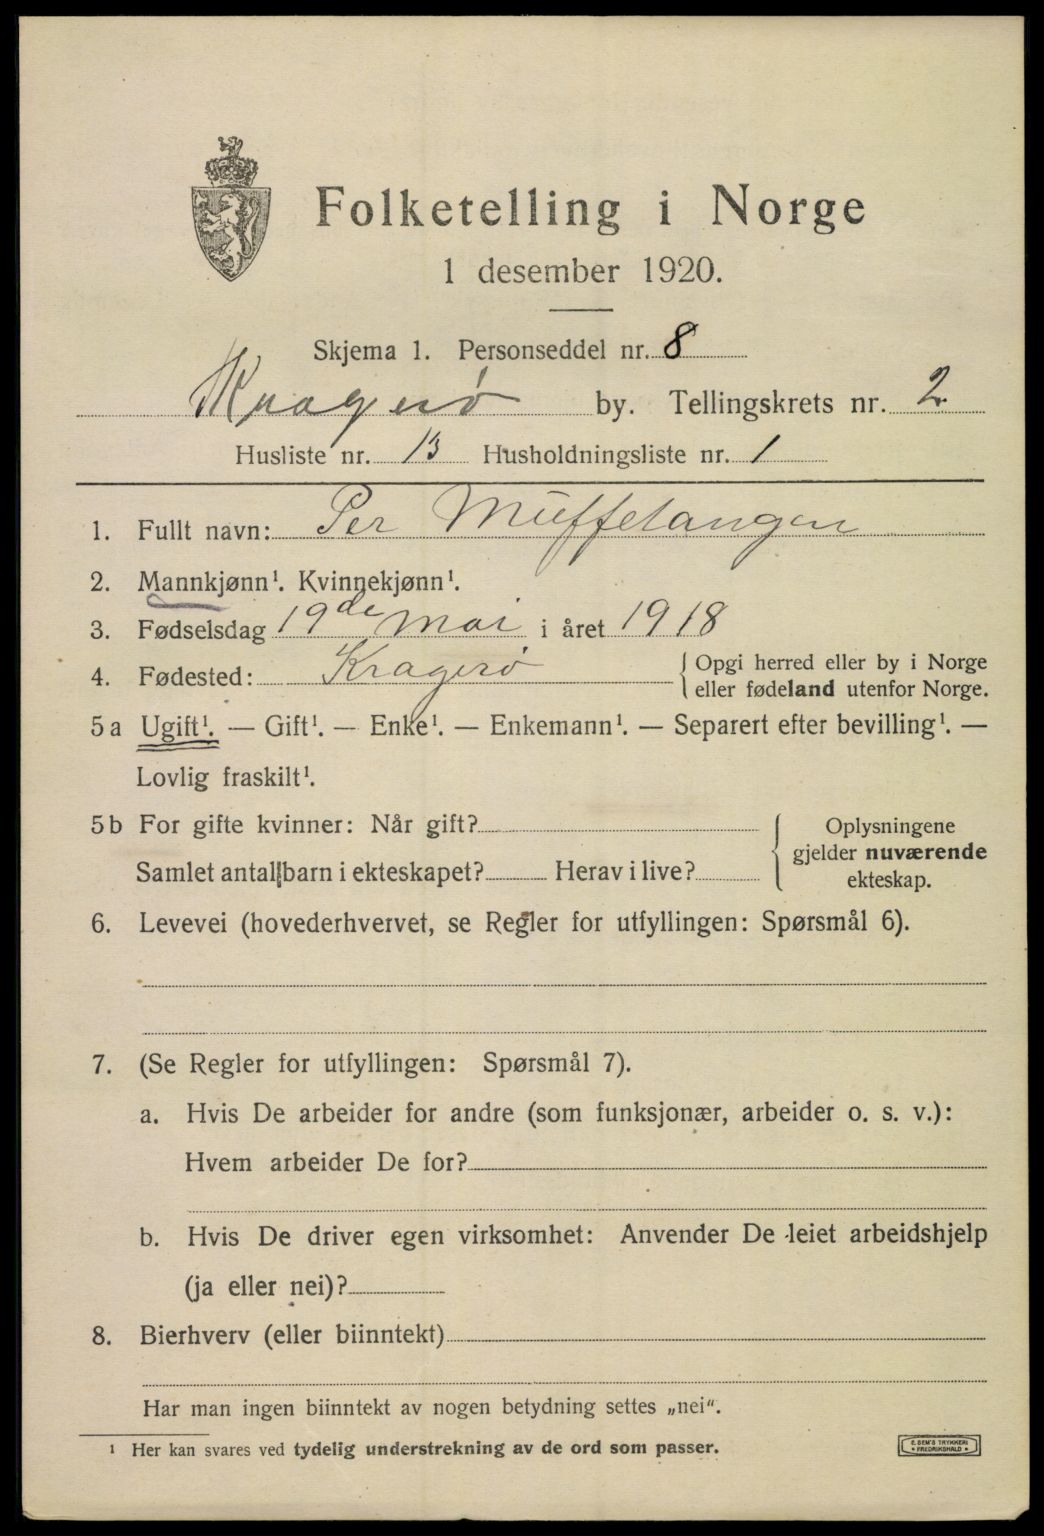 Folketelling i Norge
1 desember 1920.
Skjema 1. Personseddel nr. 8
Kragerø by. Tellingskrets nr. 2
Husliste nr. 13 Husholdningsliste nr. 1
1. Fullt navn: Per Müffetangen
2. Mannkjønn¹. Kvinnekjønn¹.
3. Fødselsdag 19de mai i året 1918
4. Fødested: Kragerø { Opgi herred eller by i Norge
eller fødeland utenfor Norge.
5 a Ugift¹. — Gift¹. — Enke¹. — Enkemann¹. — Separert efter bevilling¹. —
Lovlig fraskilt¹.
5 b For gifte kvinner: Når gift? { Oplysningene
gjelder nuværende
Samlet antall barn i ekteskapet? Herav i live?
ekteskap.
6. Levevei (hovederhvervet, se Regler for utfyllingen: Spørsmål 6).
7. (Se Regler for utfyllingen: Spørsmål 7).
a. Hvis De arbeider for andre (som funksjonær, arbeider o. s. v.):
Hvem arbeider De for?
b. Hvis De driver egen virksomhet: Anvender De leiet arbeidshjelp
(ja eller nei)?
8. Bierhverv (eller biinntekt)
Har man ingen biinntekt av nogen betydning settes „nei".
¹ Her kan svares ved tydelig understrekning av de ord som passer.
E. SEM'S TRYKKERI
• FREDRIKSHALD •